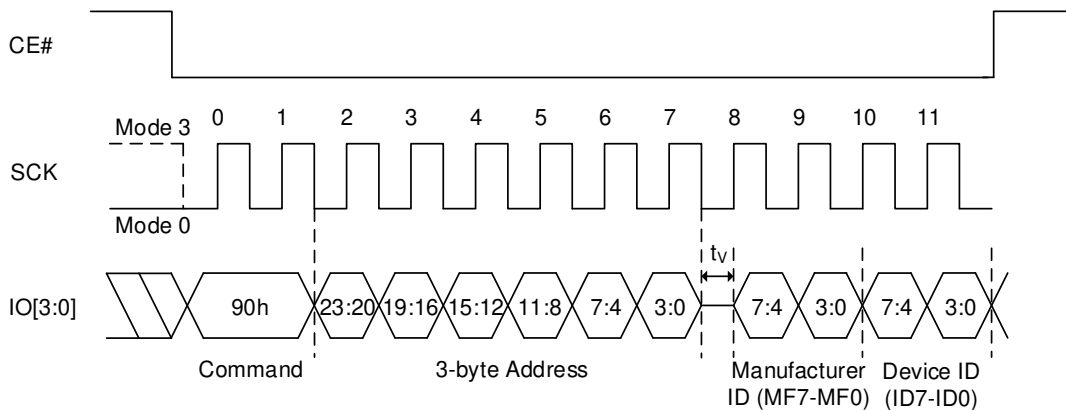 CE#
0 1 2 3 4 5 6 7 8 9 10 11
Mode 3
SCK
Mode 0
tV
IO[3:0] 90h 23:20 19:16 15:12 11:8 7:4 3:0 7:4 3:0 7:4 3:0
Command 3-byte Address Manufacturer Device ID
ID (MF7-MF0) (ID7-ID0)